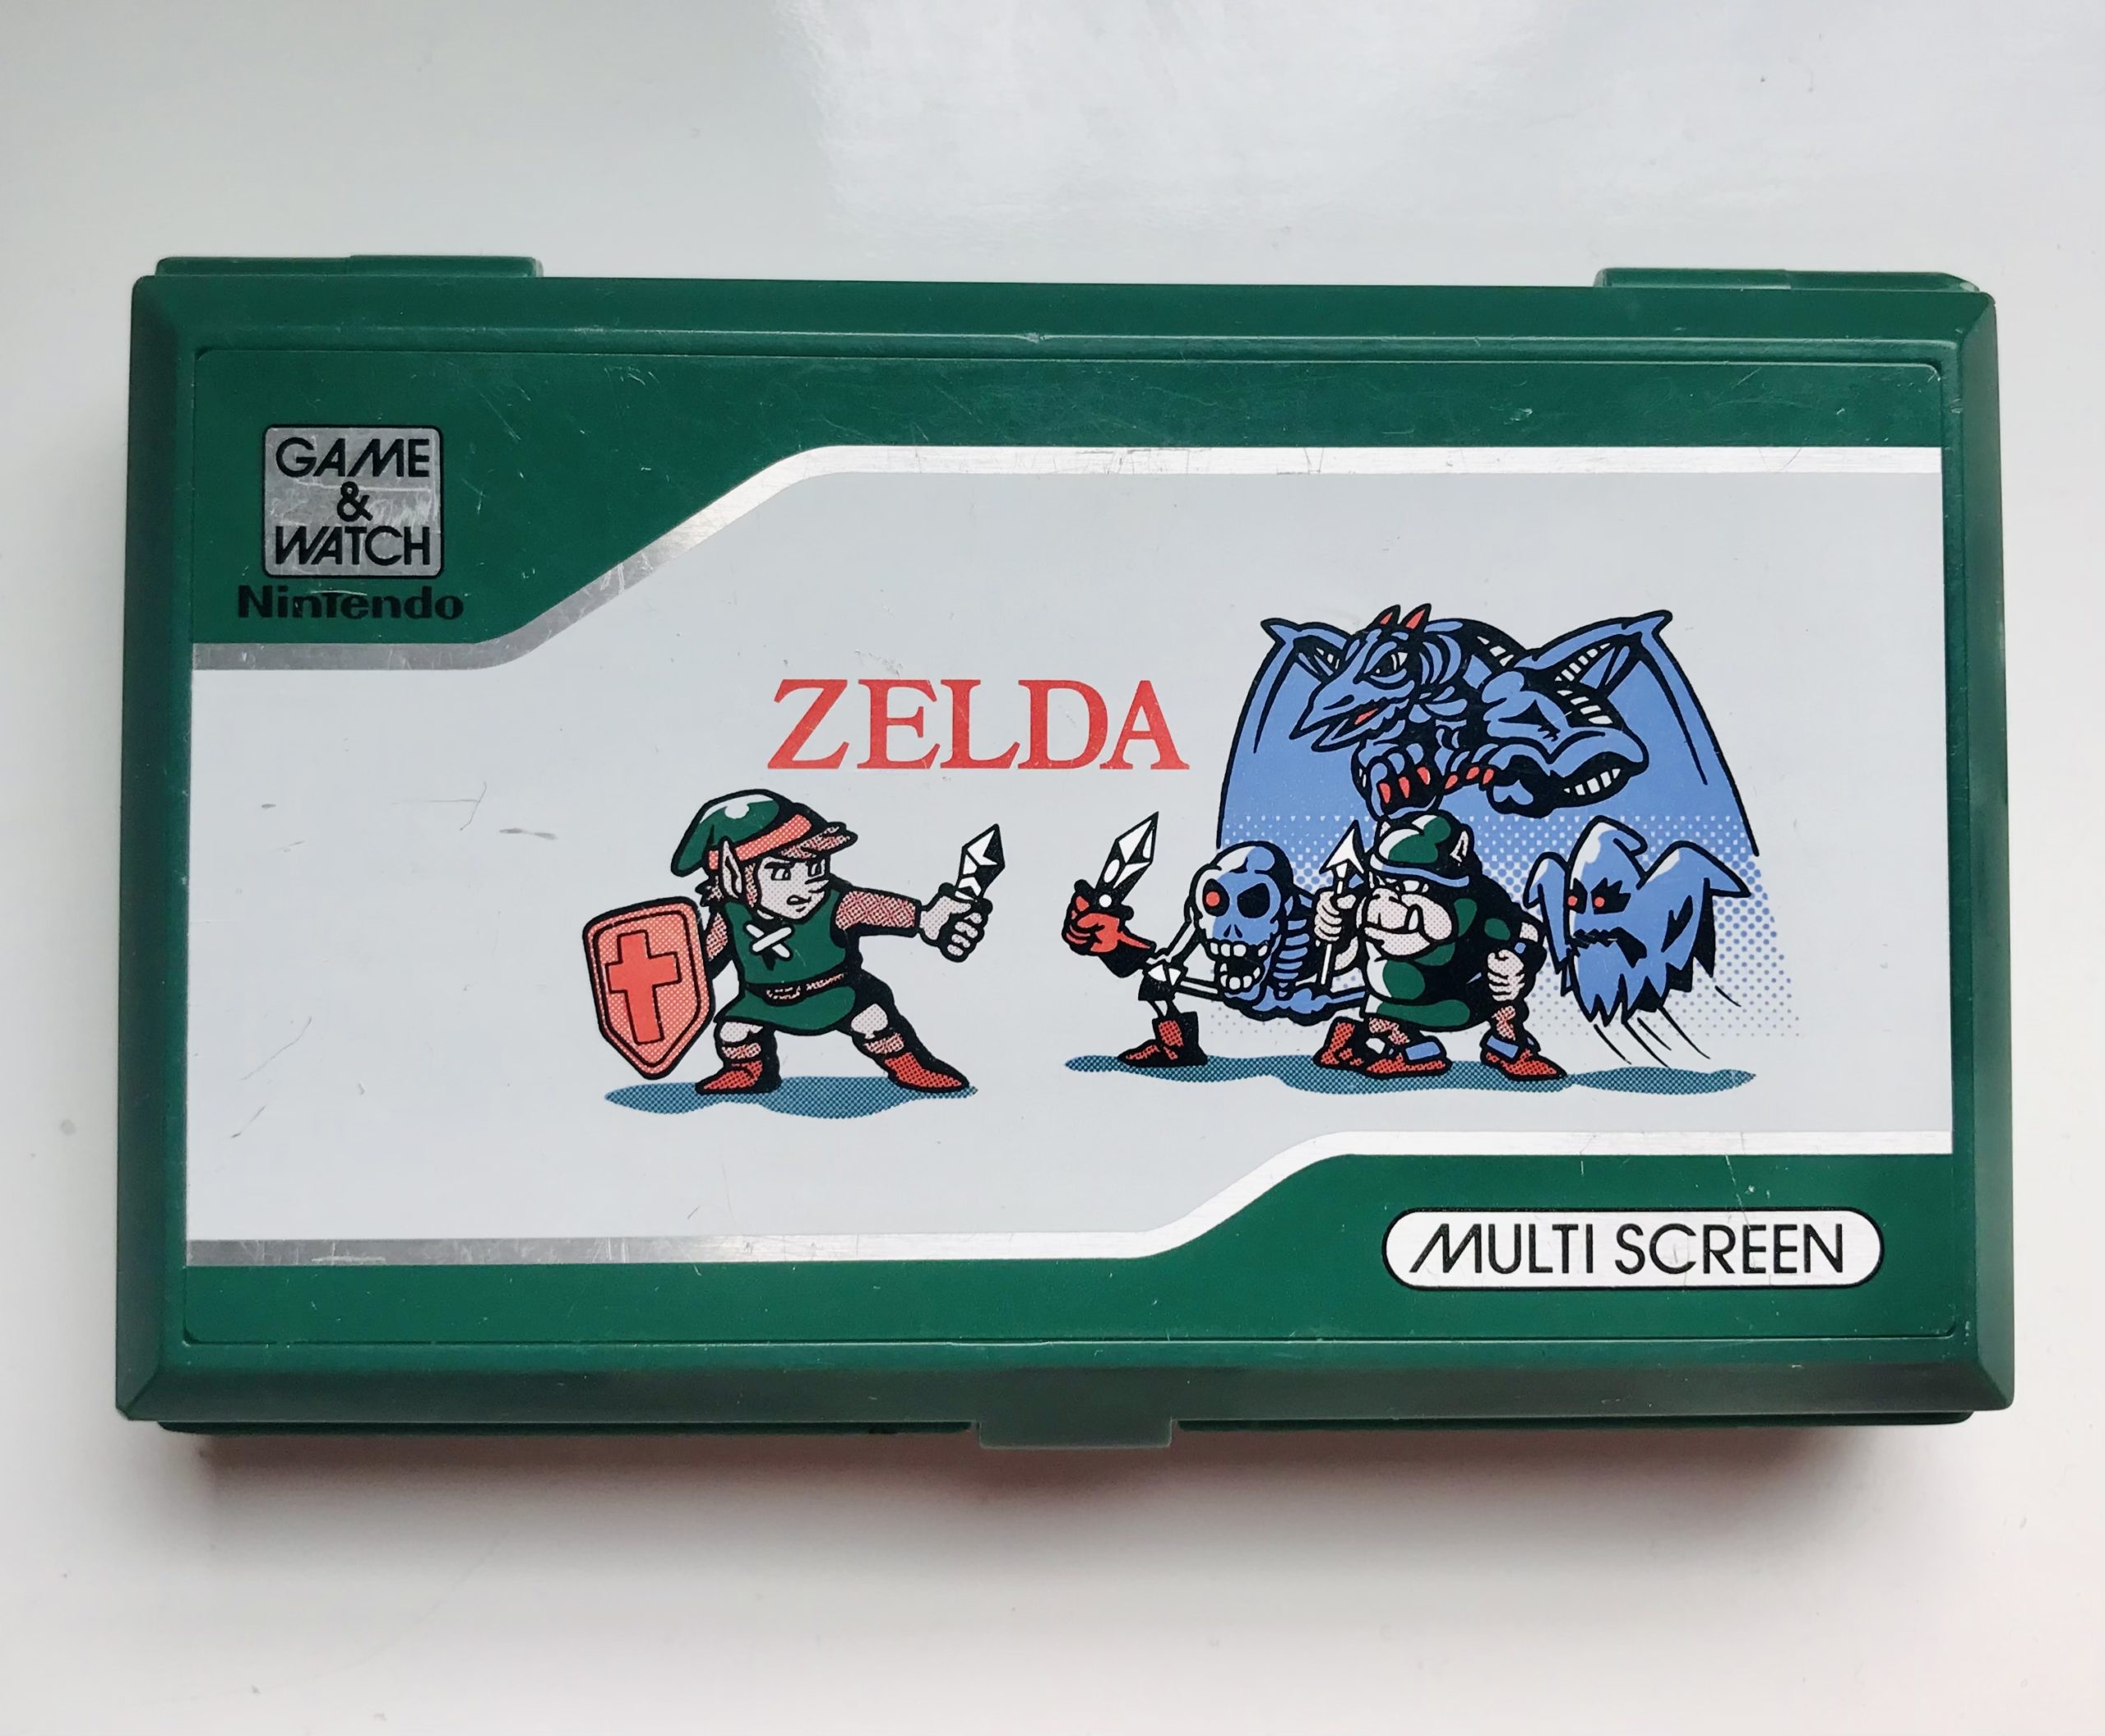 GAME
&
WATCH
Nintendo
ZELDA
MULTI SCREEN